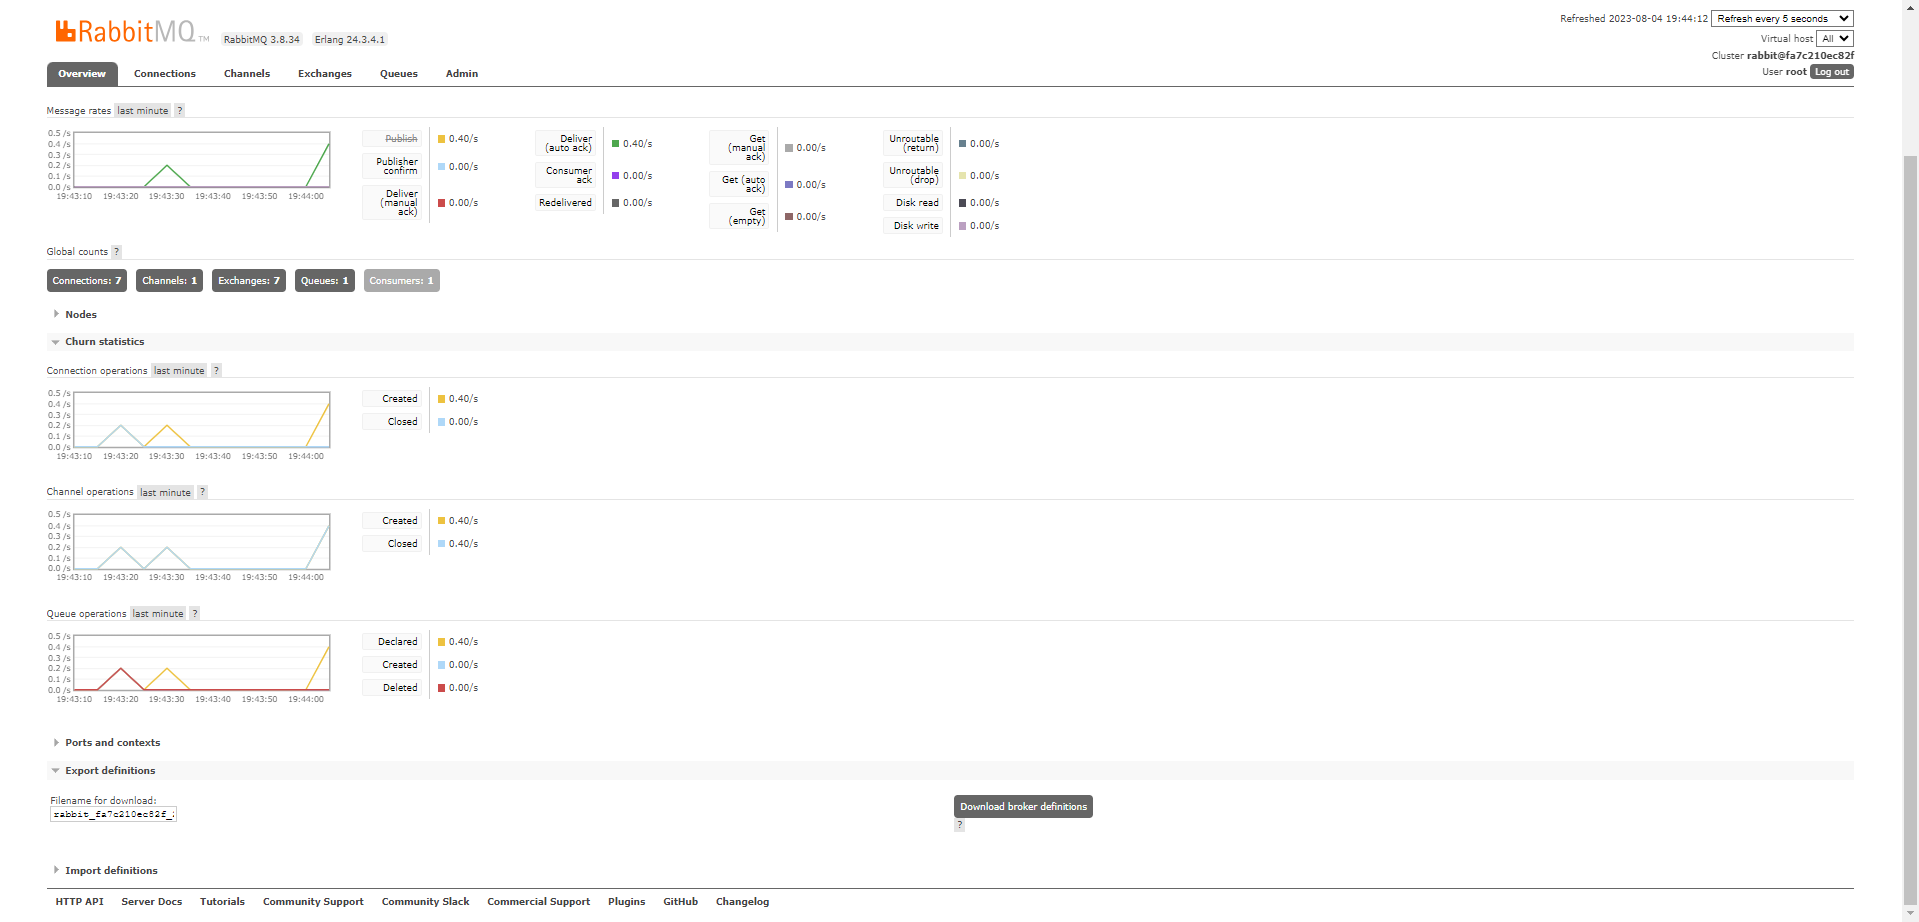 RabbitMQ TM RabbitMQ 3.8.34 Erlang 24.3.4.1
Refreshed 2023-08-04 19:44:12 Refresh every 5 seconds
Virtual host All
Cluster rabbit@fa7c210ec82f
User root Log out
Overview Connections Channels Exchanges Queues Admin
Message rates last minute ?
0.5 /s
0.4 /s
0.3 /s
0.2 /s
0.1 /s
0.0 /s
19:43:10 19:43:20 19:43:30 19:43:40 19:43:50 19:44:00
Publish 0.40/s
Publisher confirm 0.00/s
Deliver (manual ack) 0.00/s
Deliver (auto ack) 0.40/s
Consumer ack 0.00/s
Redelivered 0.00/s
Get (manual ack) 0.00/s
Get (auto ack) 0.00/s
Get (empty) 0.00/s
Unroutable (return) 0.00/s
Unroutable (drop) 0.00/s
Disk read 0.00/s
Disk write 0.00/s
Global counts ?
Connections: 7 Channels: 1 Exchanges: 7 Queues: 1 Consumers: 1
Nodes
Churn statistics
Connection operations last minute ?
0.5 /s
0.4 /s
0.3 /s
0.2 /s
0.1 /s
0.0 /s
19:43:10 19:43:20 19:43:30 19:43:40 19:43:50 19:44:00
Created 0.40/s
Closed 0.00/s
Channel operations last minute ?
0.5 /s
0.4 /s
0.3 /s
0.2 /s
0.1 /s
0.0 /s
19:43:10 19:43:20 19:43:30 19:43:40 19:43:50 19:44:00
Created 0.40/s
Closed 0.40/s
Queue operations last minute ?
0.5 /s
0.4 /s
0.3 /s
0.2 /s
0.1 /s
0.0 /s
19:43:10 19:43:20 19:43:30 19:43:40 19:43:50 19:44:00
Declared 0.40/s
Created 0.00/s
Deleted 0.00/s
Ports and contexts
Export definitions
Filename for download:
rabbit_fa7c210ec82f_
Download broker definitions
?
Import definitions
HTTP API Server Docs Tutorials Community Support Community Slack Commercial Support Plugins GitHub Changelog